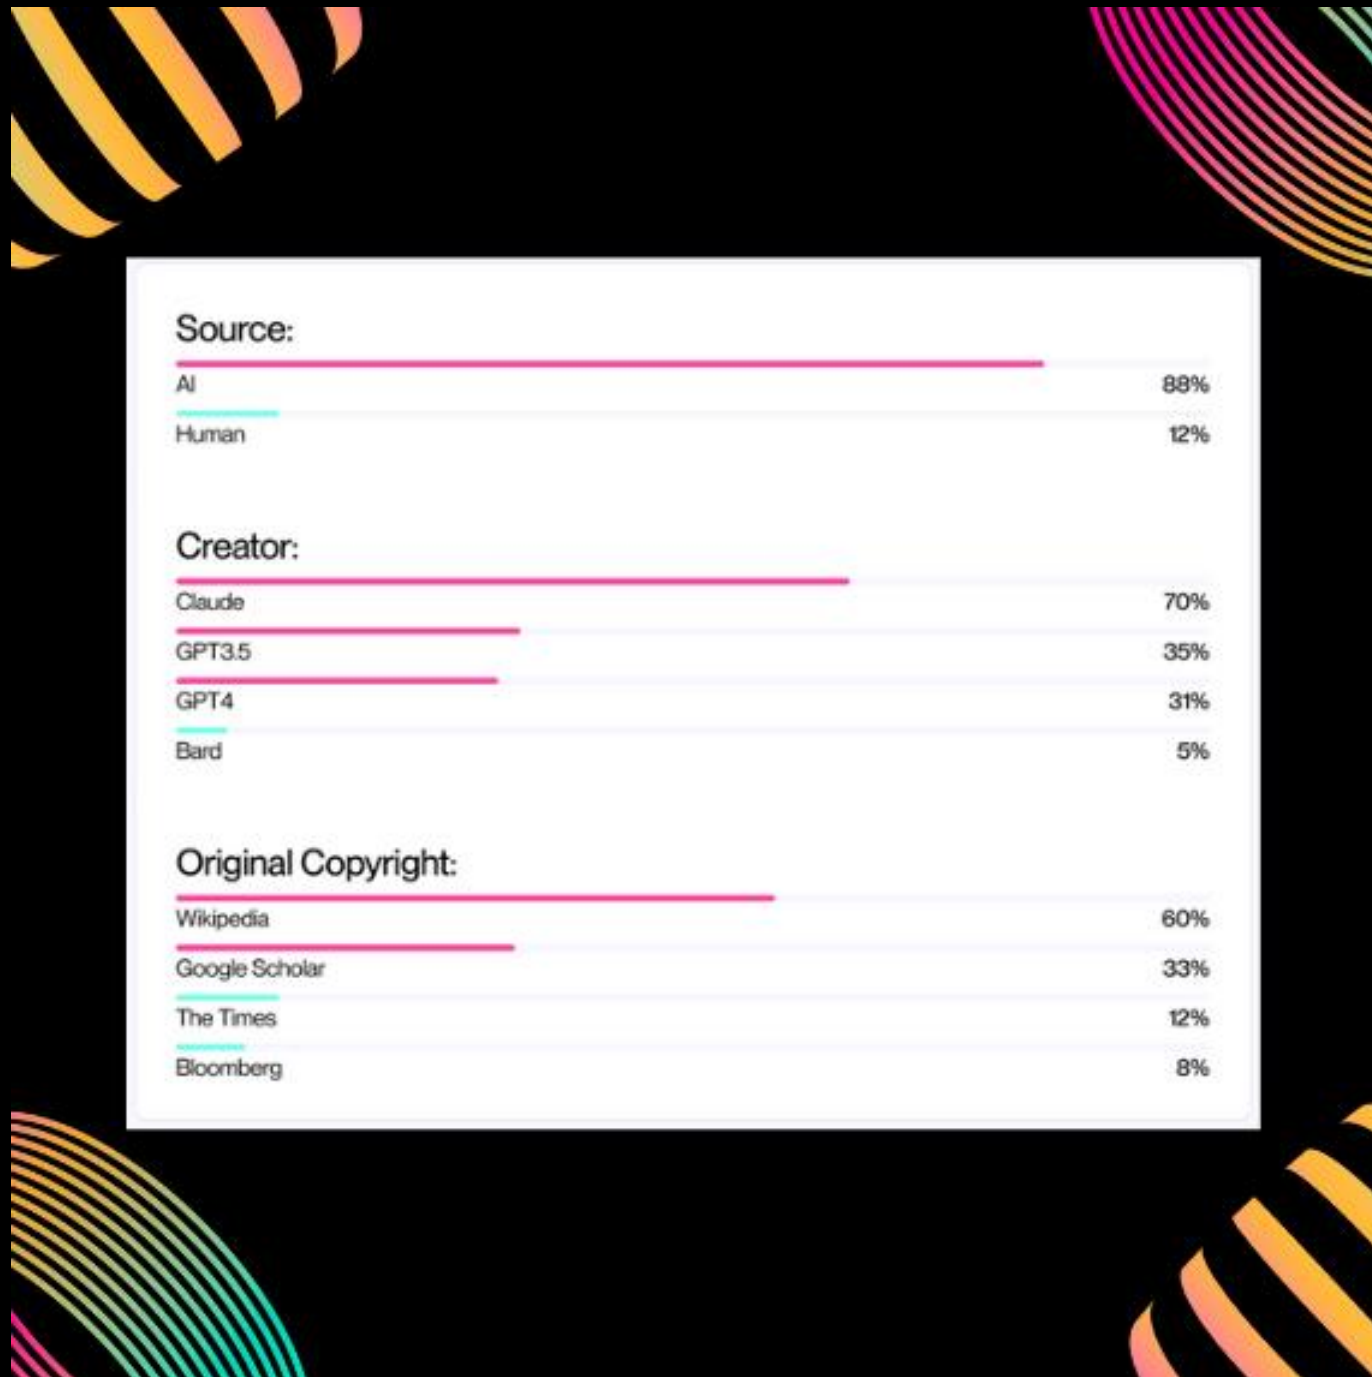 Source:
AI 88%
Human 12%
Creator:
Claude 70%
GPT3.5 35%
GPT4 31%
Bard 5%
Original Copyright:
Wikipedia 60%
Google Scholar 33%
The Times 12%
Bloomberg 8%